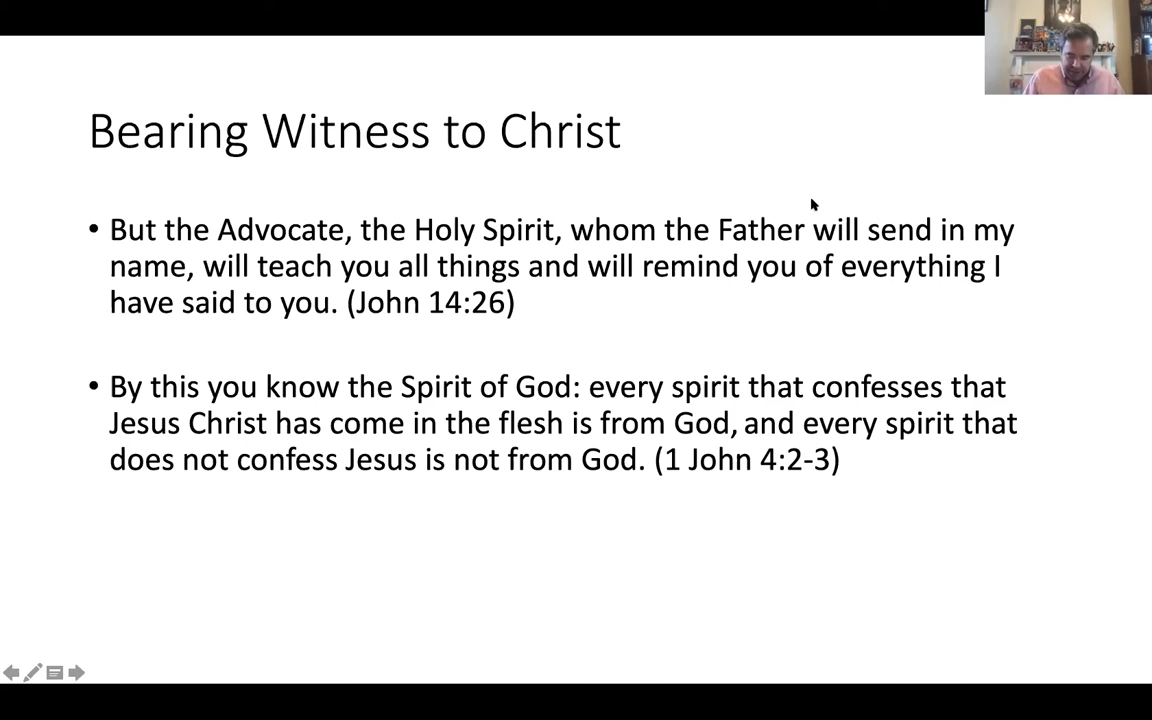 Bearing Witness to Christ
• But the Advocate, the Holy Spirit, whom the Father will send in my
name, will teach you all things and will remind you of everything I
have said to you. (John 14:26)
• By this you know the Spirit of God: every spirit that confesses that
Jesus Christ has come in the flesh is from God, and every spirit that
does not confess Jesus is not from God. (1 John 4:2-3)